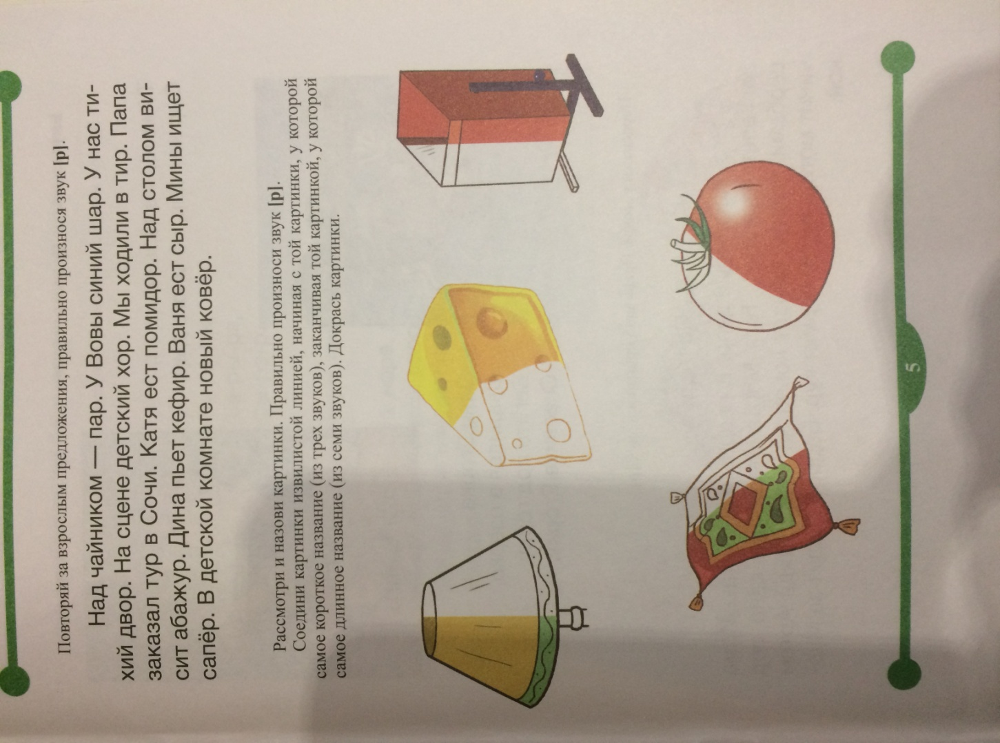 Повторяй за взрослым предложения, правильно произнося звук [р].
Над чайником — пар. У Вовы синий шар. У нас ти-
хий двор. На сцене детский хор. Мы ходили в тир. Папа
заказал тур в Сочи. Катя ест помидор. Над столом ви-
сит абажур. Дина пьет кефир. Ваня ест сыр. Мины ищет
сапёр. В детской комнате новый ковёр.
Рассмотри и назови картинки. Правильно произноси звук [р].
Соедини картинки извилистой линией, начиная с той картинки, у которой
самое короткое название (из трех звуков), заканчивая той картинкой, у которой
самое длинное название (из семи звуков). Докрась картинки.
5